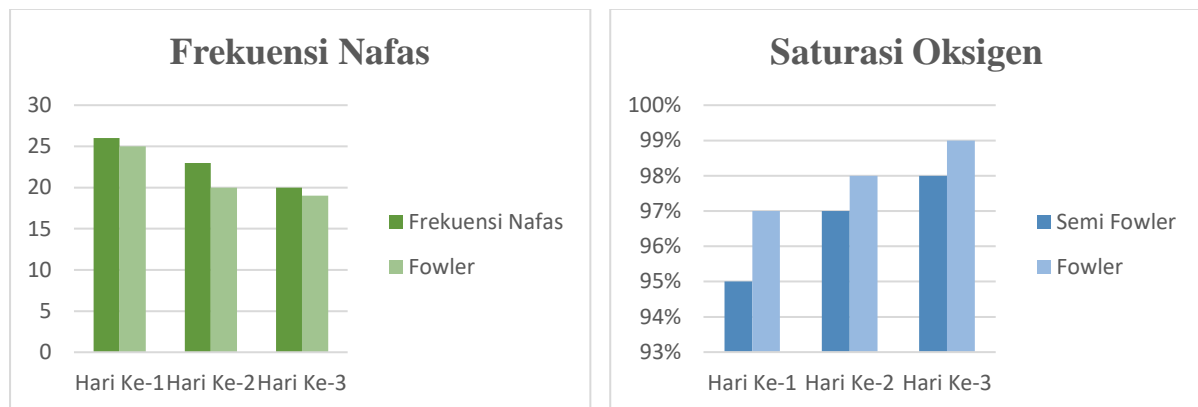 Frekuensi Nafas
30
25
20
15
10
5
0
Hari Ke-1 Hari Ke-2 Hari Ke-3
Frekuensi Nafas
Fowler
Saturasi Oksigen
100%
99%
98%
97%
96%
95%
94%
93%
Hari Ke-1 Hari Ke-2 Hari Ke-3
Semi Fowler
Fowler